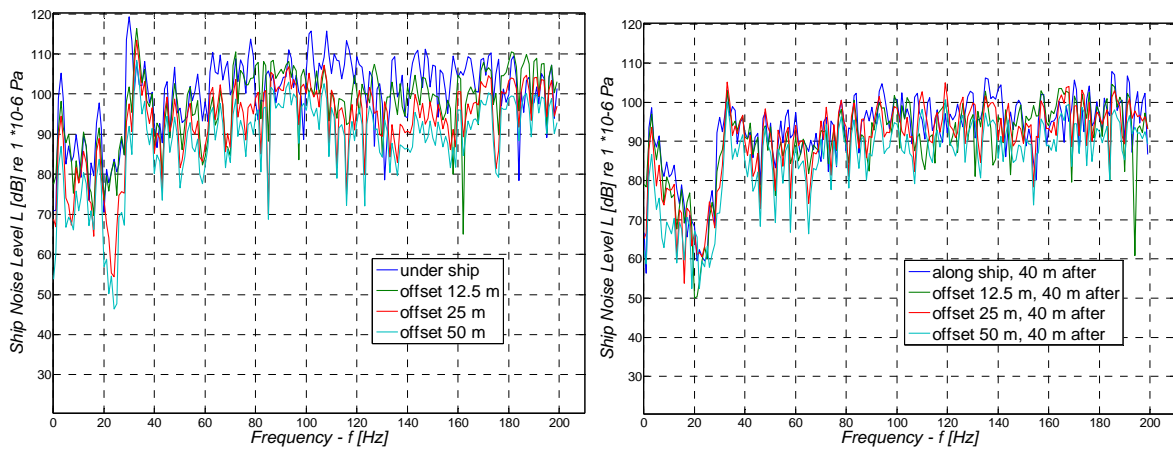 120
110
100
90
80
70
60
50
40
30
0 20 40 60 80 100 120 140 160 180 200
Ship Noise Level L [dB] re 1 *10-6 Pa
Frequency - f [Hz]
under ship
offset 12.5 m
offset 25 m
offset 50 m
120
110
100
90
80
70
60
50
40
30
20
0 20 40 60 80 100 120 140 160 180 200
Ship Noise Level L [dB] re 1 *10-6 Pa
Frequency - f [Hz]
along ship, 40 m after
offset 12.5 m, 40 m after
offset 25 m, 40 m after
offset 50 m, 40 m after